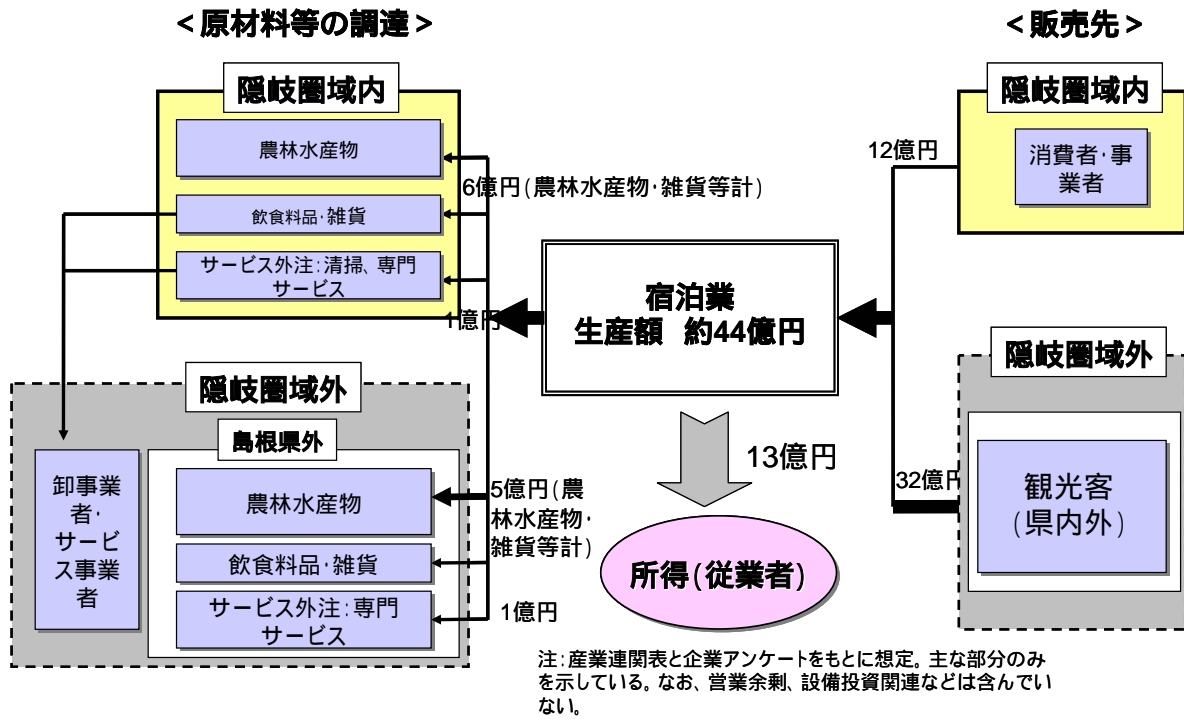 <原材料等の調達>
隠岐圏域内
農林水産物
飲食料品･雑貨
サービス外注:清掃、専門
サービス
6億円(農林水産物･雑貨等計)
1億円
隠岐圏域外
卸事業
者･
サービ
ス事業
者
島根県外
農林水産物
飲食料品･雑貨
サービス外注:専門
サービス
5億円(農
林水産物･
雑貨等計)
1億円
宿泊業
生産額 約44億円
13億円
所得(従業者)
<販売先>
隠岐圏域内
消費者･事
業者
12億円
隠岐圏域外
観光客
(県内外)
32億円
注:産業連関表と企業アンケートをもとに想定。主な部分のみ
を示している。なお、営業余剰、設備投資関連などは含んでい
ない。